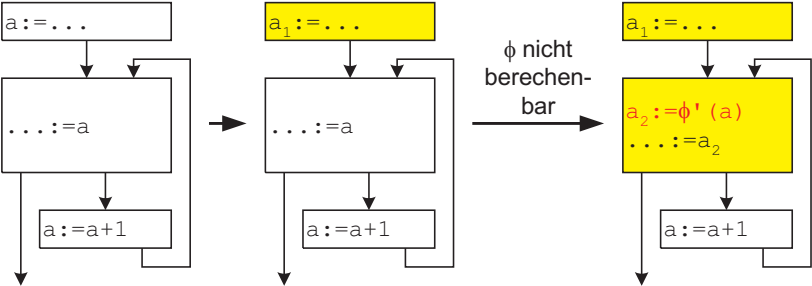 a:=...
...:=a
a:=a+1
a₁:=...
...:=a
a:=a+1
ϕ nicht
berechen-
bar
a₁:=...
a₂:=ϕ'(a)
...:=a₂
a:=a+1